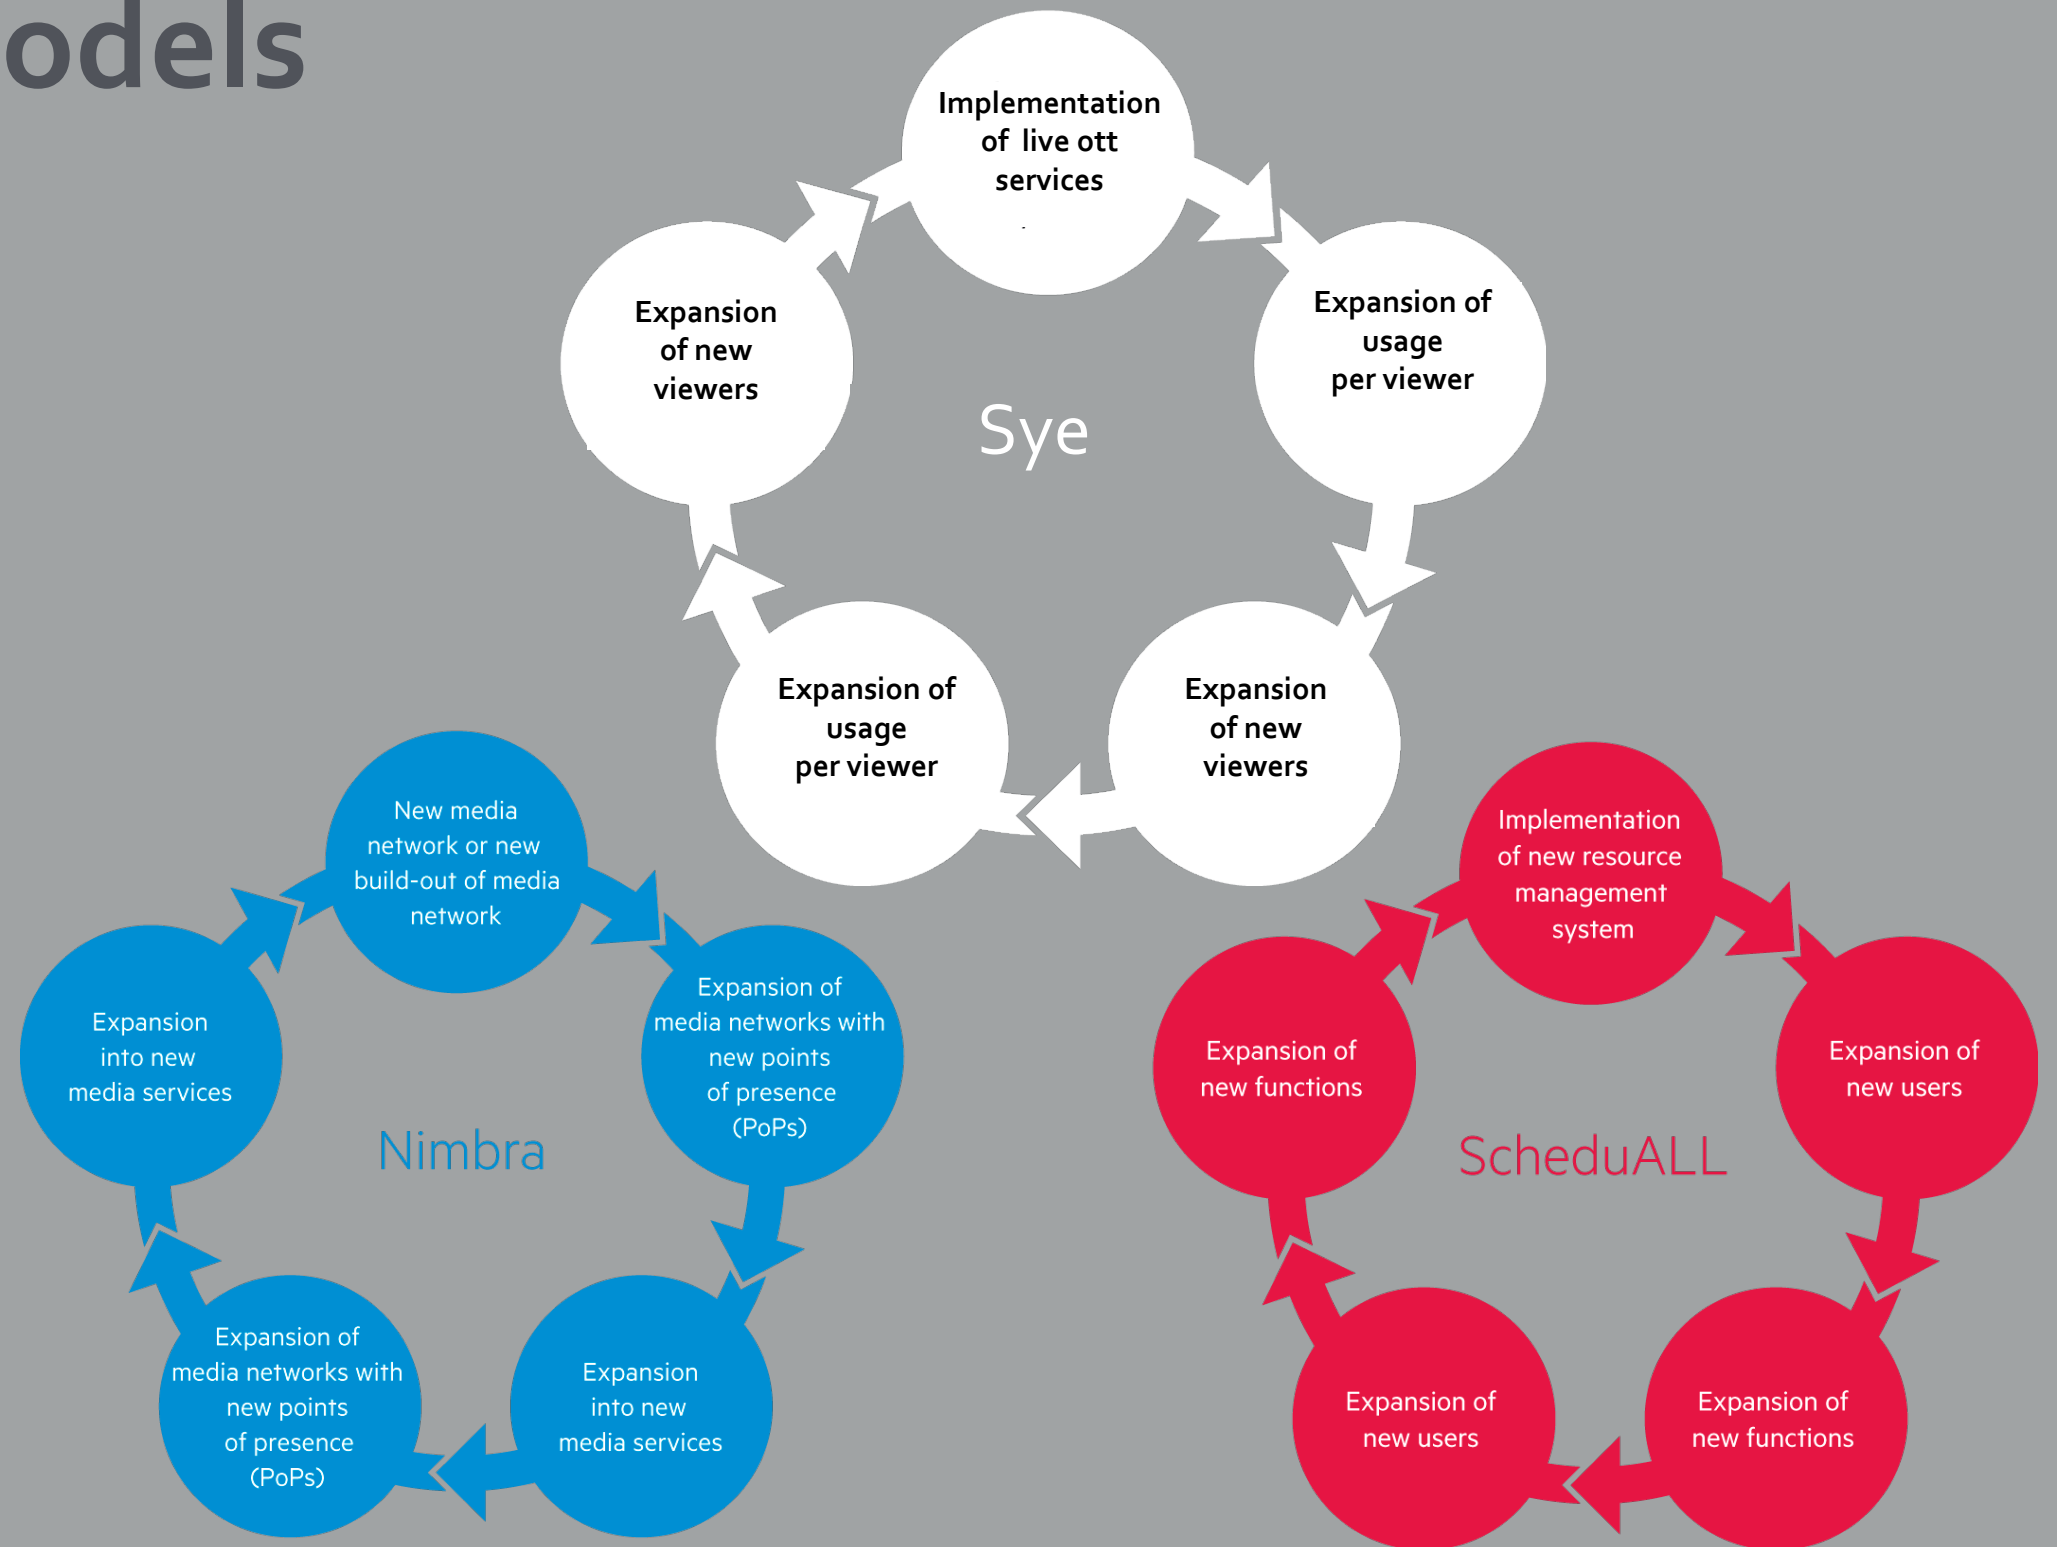 odels
Implementation
of live ott
services
Expansion of
usage
per viewer
Expansion
of new
viewers
Expansion of
usage
per viewer
Expansion
of new
viewers
Sye
New media
network or new
build-out of media
network
Expansion of
media networks with
new points
of presence
(PoPs)
Expansion
into new
media services
Expansion of
media networks with
new points
of presence
(PoPs)
Expansion
into new
media services
Nimbra
Implementation
of new resource
management
system
Expansion of
new users
Expansion of
new functions
Expansion of
new users
Expansion of
new functions
ScheduALL